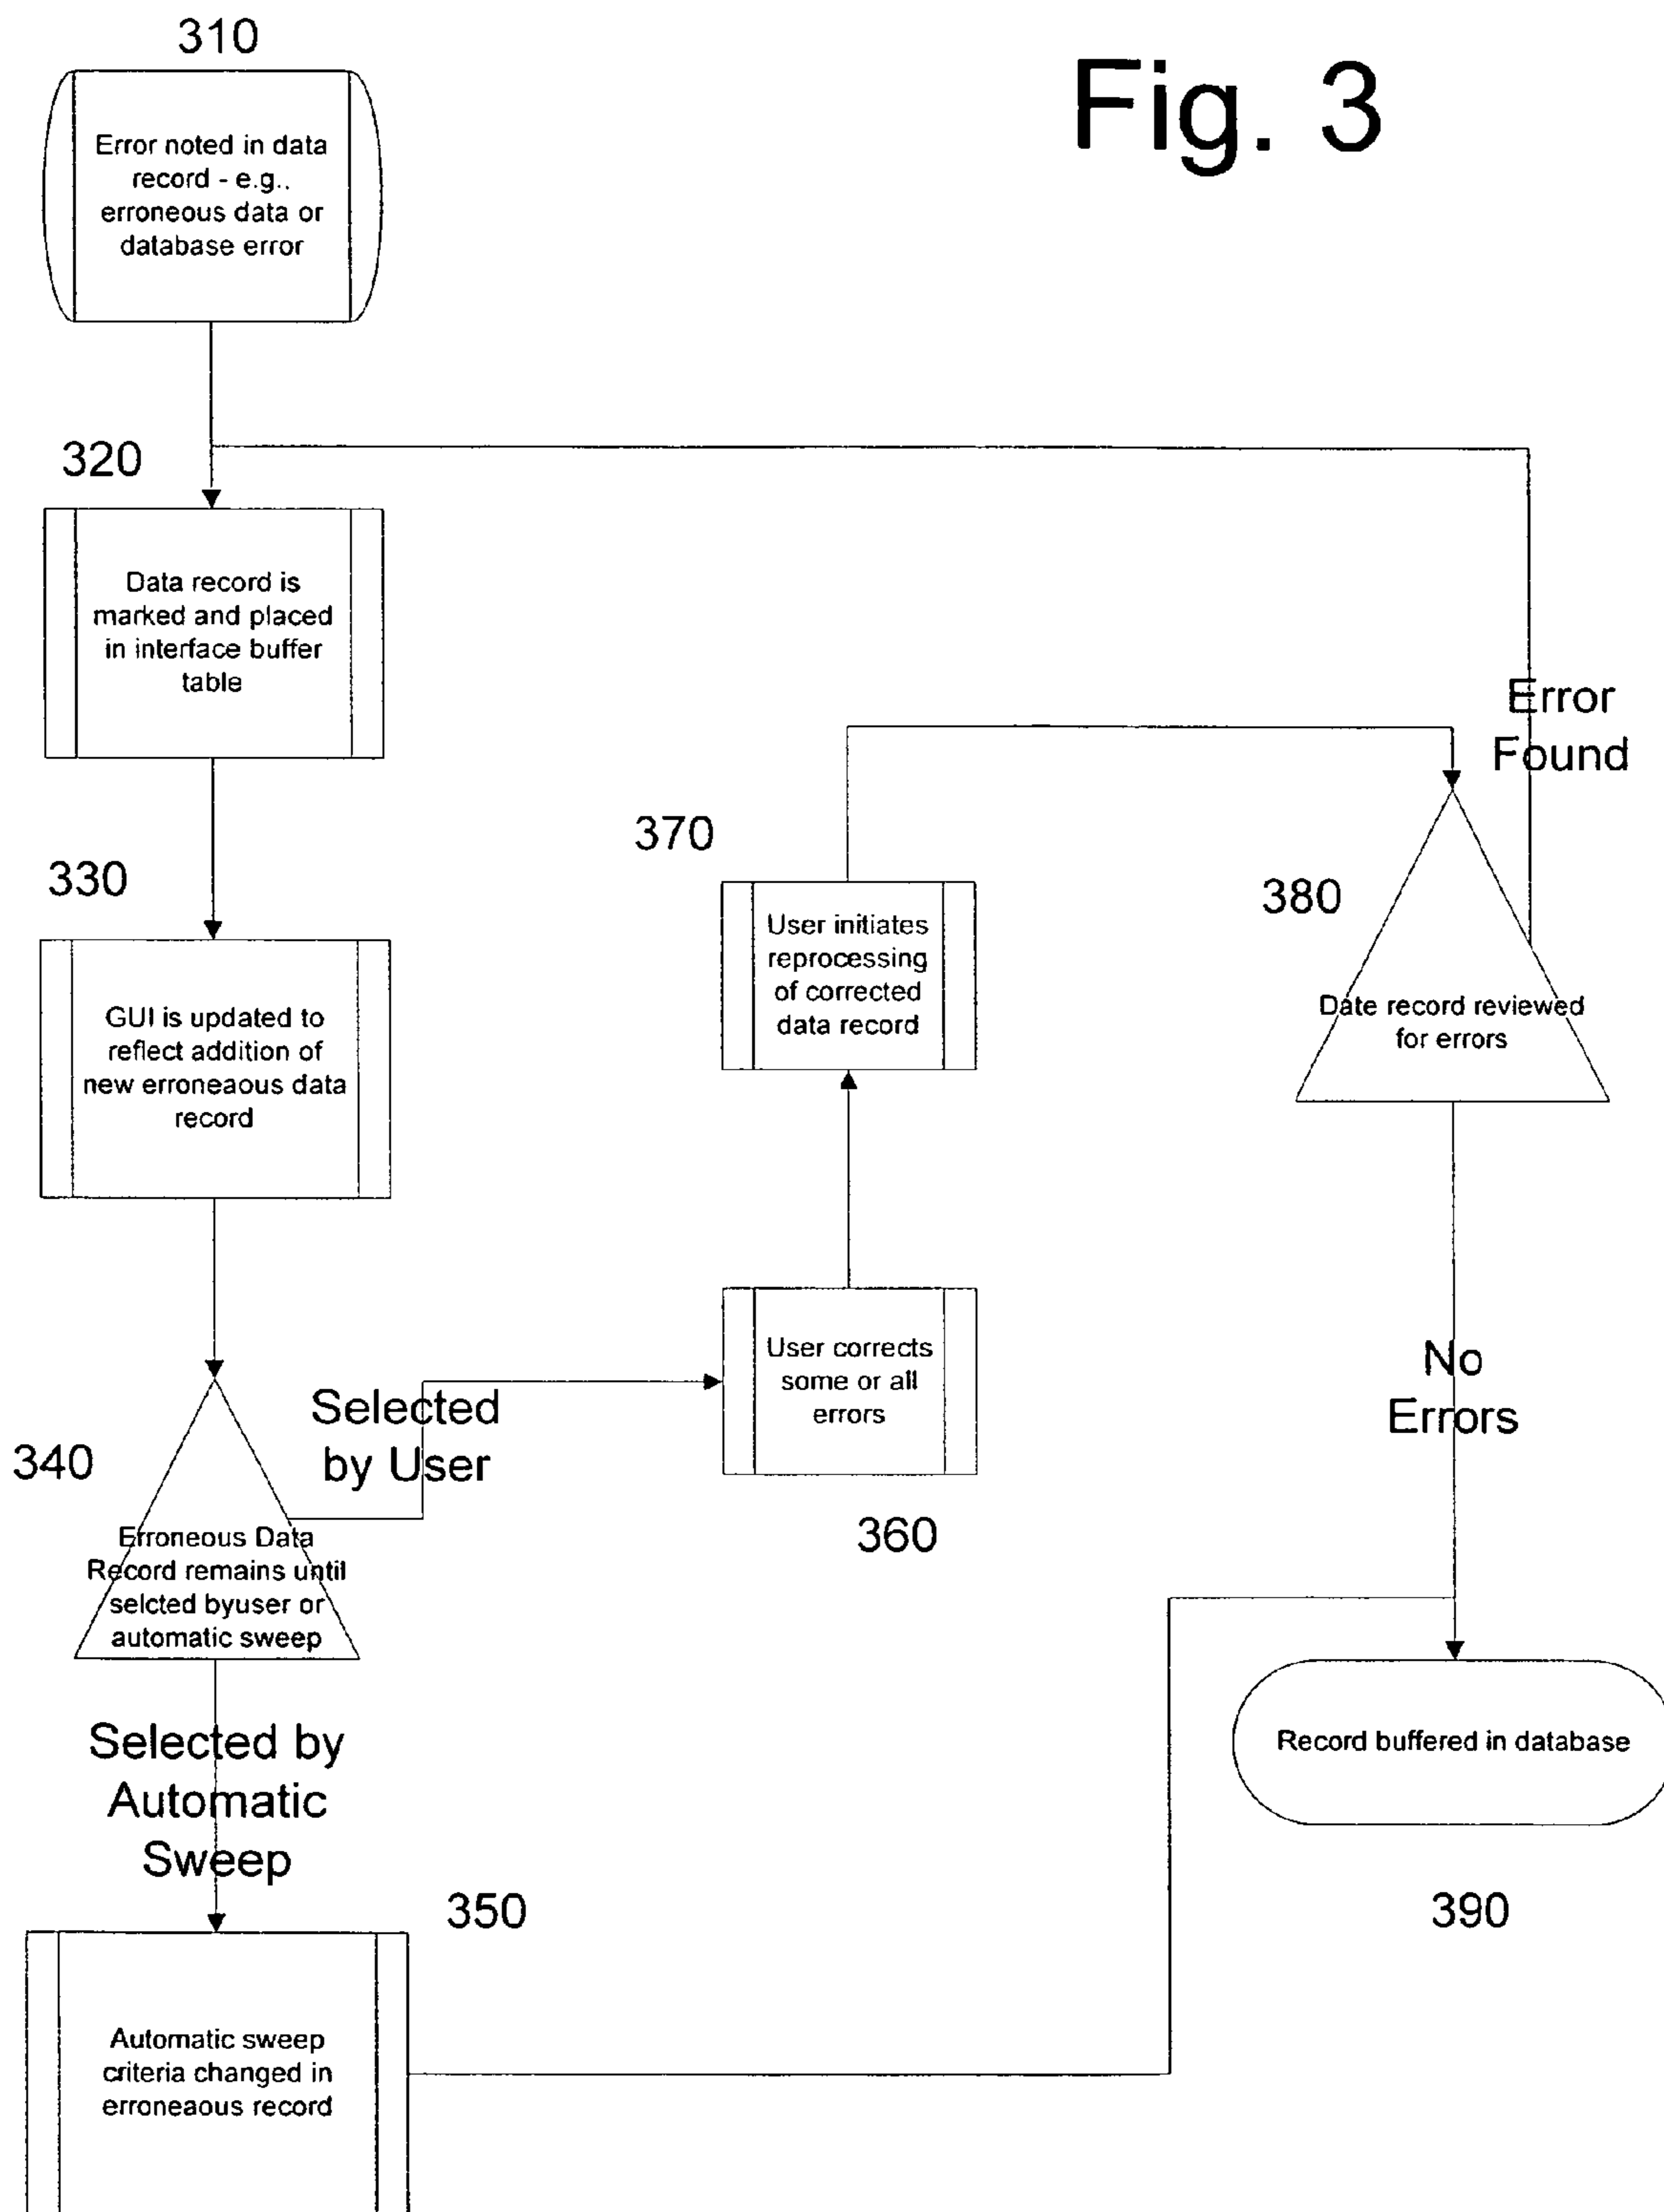 310
Fig. 3
Error noted in data
record - e.g.,
erroneous data or
database error
320
Data record is
marked and placed
in interface buffer
table
330
GUI is updated to
reflect addition of
new erroneaous data
record
340
Erroneous Data
Record remains until
selcted byuser or
automatic sweep
Selected
by User
Selected by
Automatic
Sweep
350
Automatic sweep
criteria changed in
erroneaous record
360
User corrects
some or all
errors
370
User initiates
reprocessing
of corrected
data record
380
Date record reviewed
for errors
Error
Found
No
Errors
Record buffered in database
390